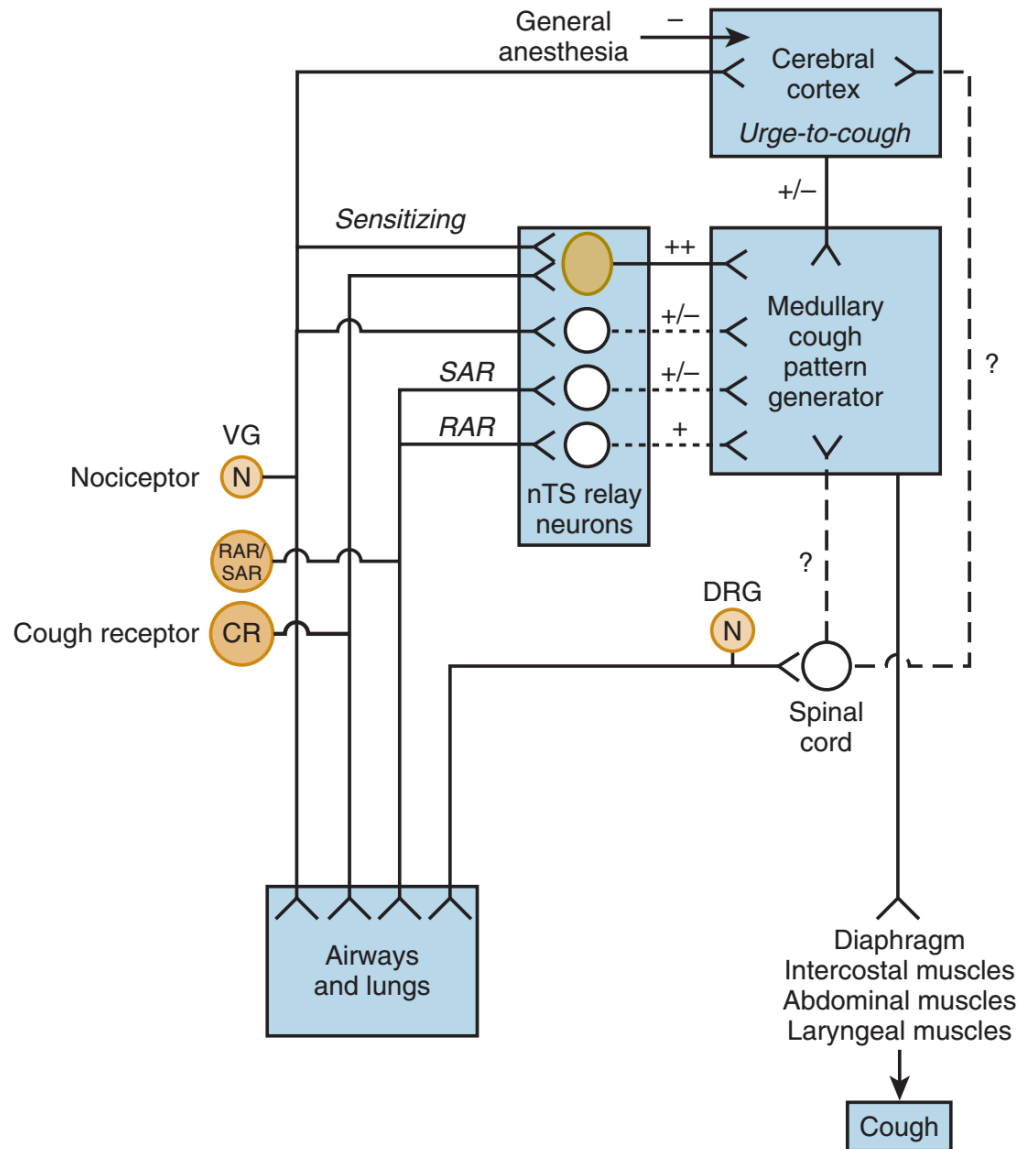 General
anesthesia
–
Cerebral
cortex
Urge-to-cough
+/–
Sensitizing
++
+/–
Medullary
cough
pattern
generator
?
SAR
+/–
RAR
+
VG
Nociceptor
N
nTS relay
neurons
RAR/
SAR
?
DRG
Cough receptor
CR
N
Spinal
cord
Airways
and lungs
Diaphragm
Intercostal muscles
Abdominal muscles
Laryngeal muscles
Cough